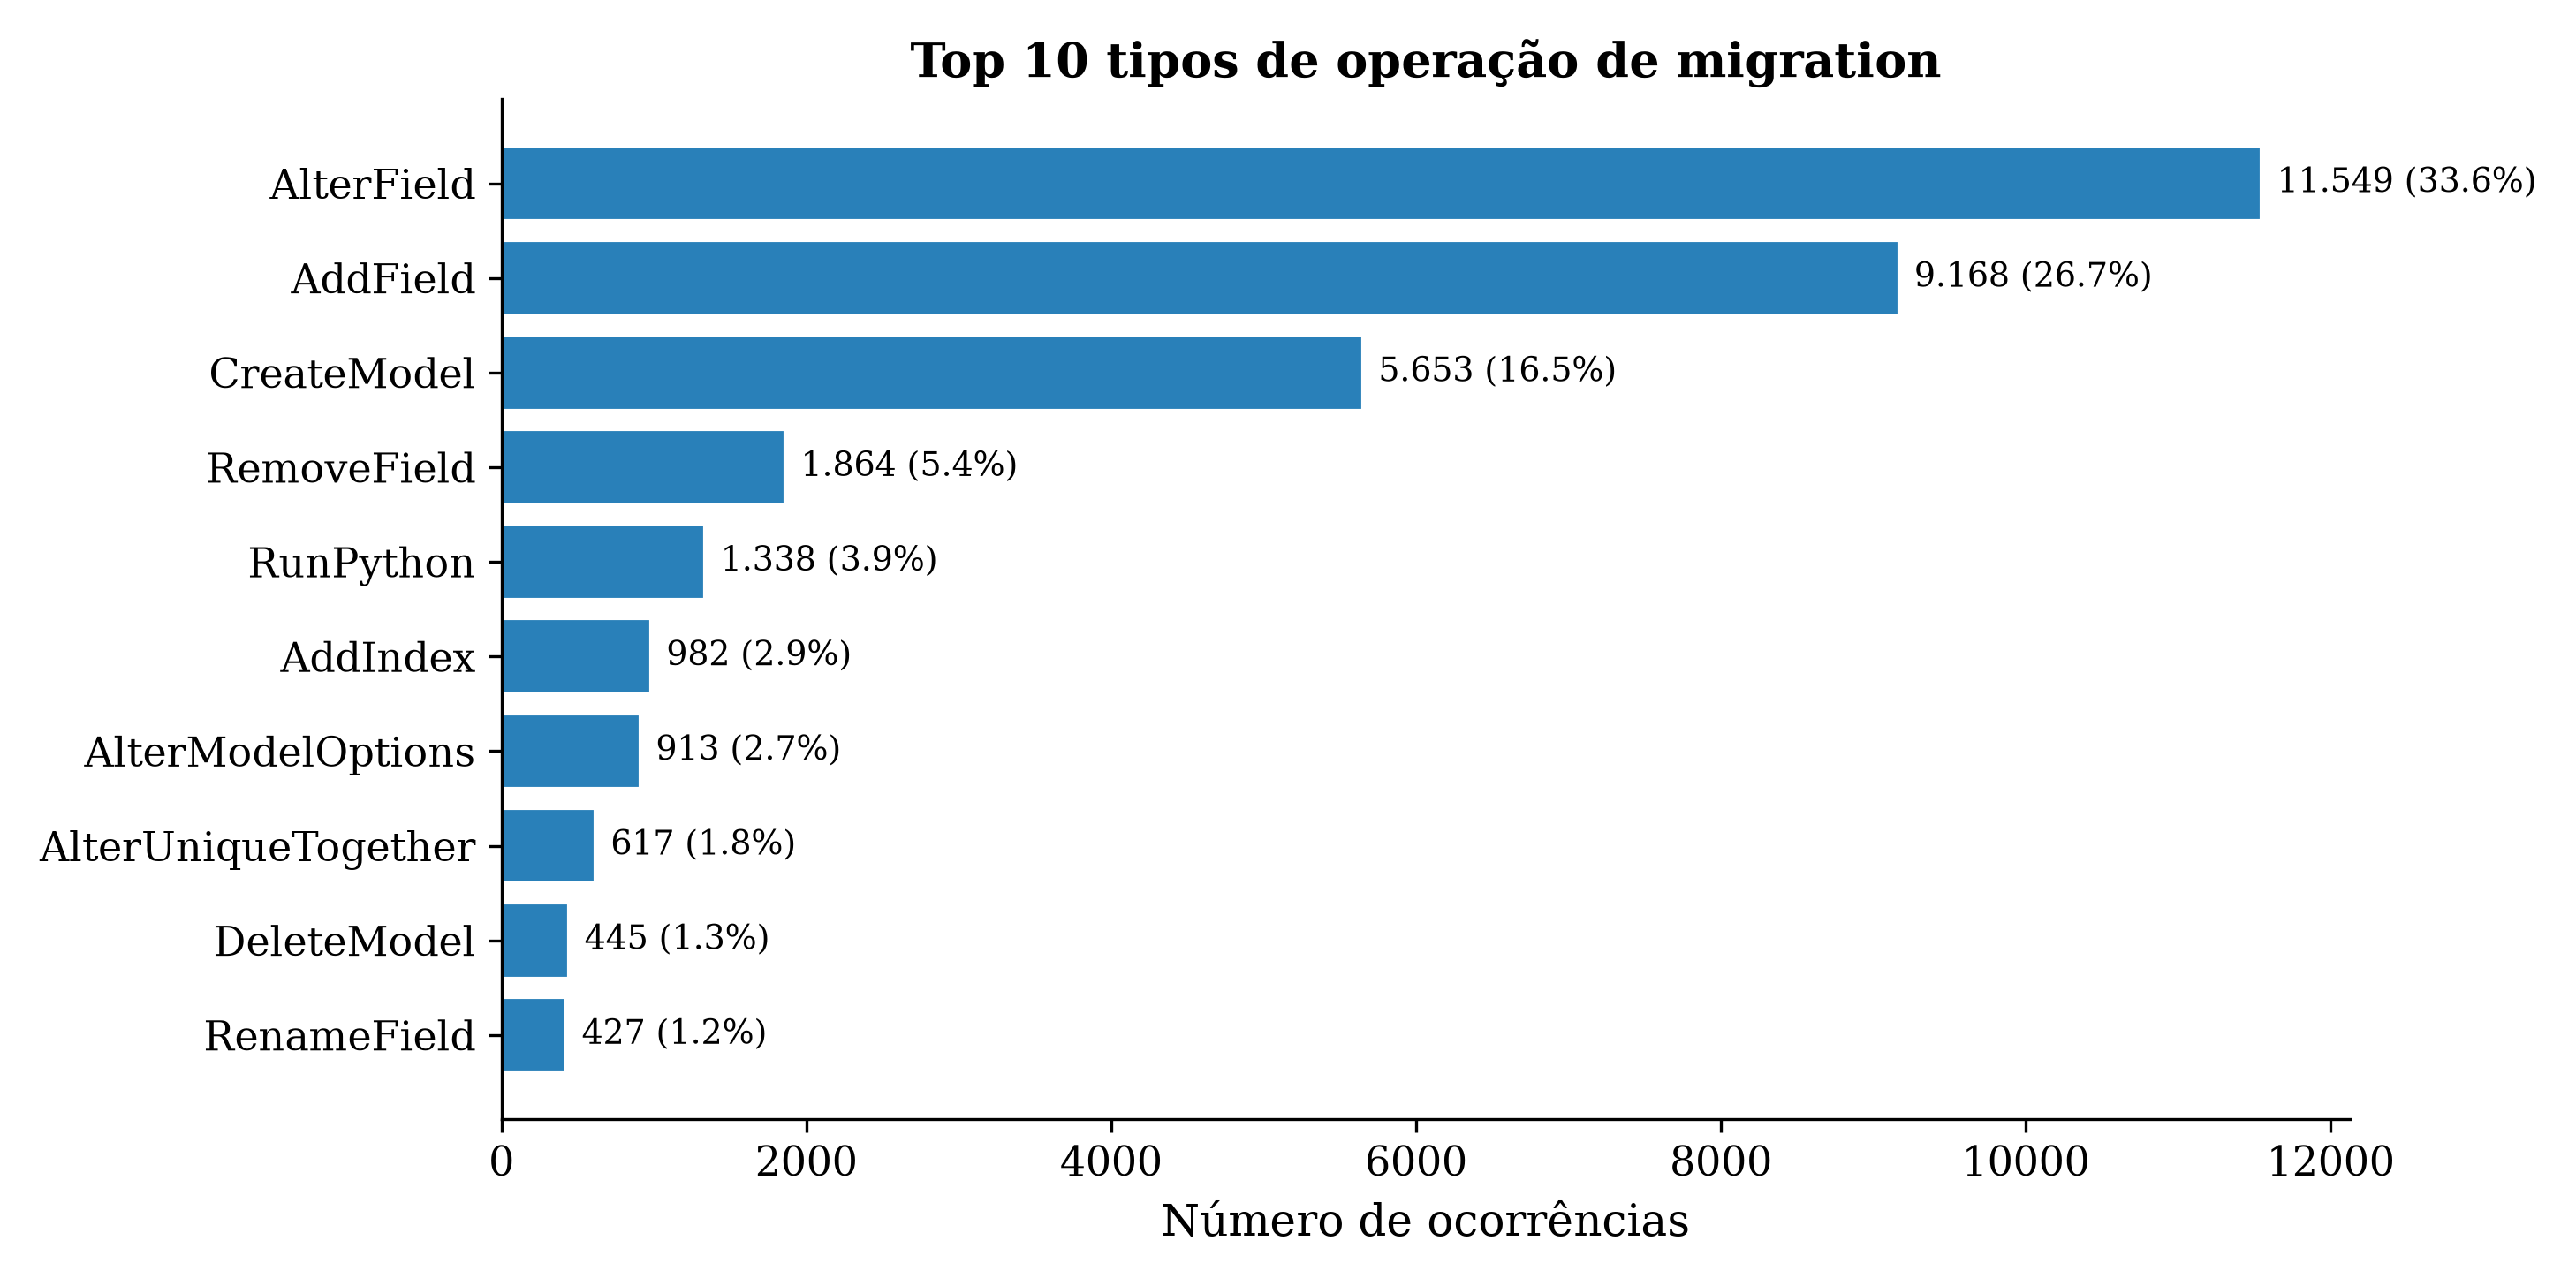 Top 10 tipos de operação de migration
AlterField 11.549 (33.6%)
AddField 9.168 (26.7%)
CreateModel 5.653 (16.5%)
RemoveField 1.864 (5.4%)
RunPython 1.338 (3.9%)
AddIndex 982 (2.9%)
AlterModelOptions 913 (2.7%)
AlterUniqueTogether 617 (1.8%)
DeleteModel 445 (1.3%)
RenameField 427 (1.2%)
0 2000 4000 6000 8000 10000 12000
Número de ocorrências